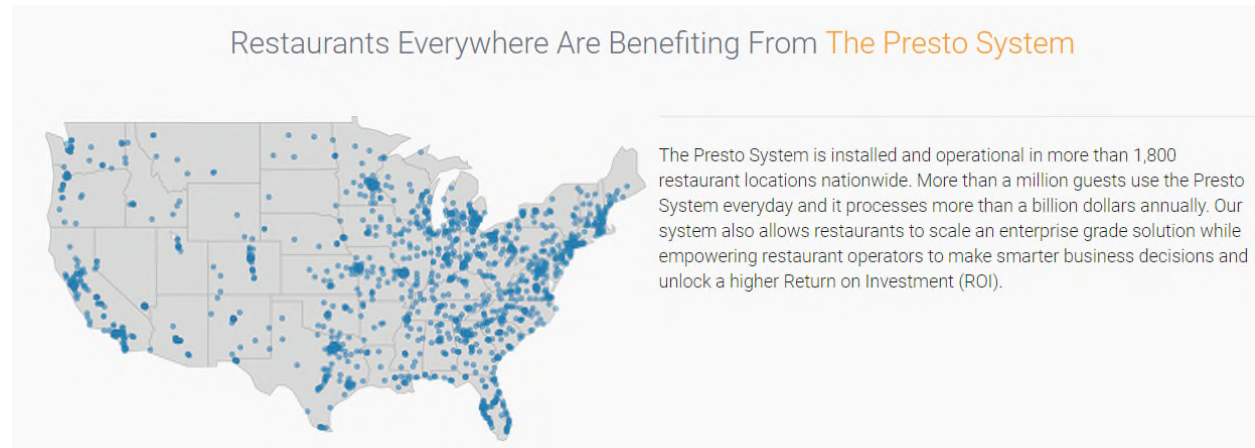 Restaurants Everywhere Are Benefiting From The Presto System
The Presto System is installed and operational in more than 1,800
restaurant locations nationwide. More than a million guests use the Presto
System everyday and it processes more than a billion dollars annually. Our
system also allows restaurants to scale an enterprise grade solution while
empowering restaurant operators to make smarter business decisions and
unlock a higher Return on Investment (ROI).